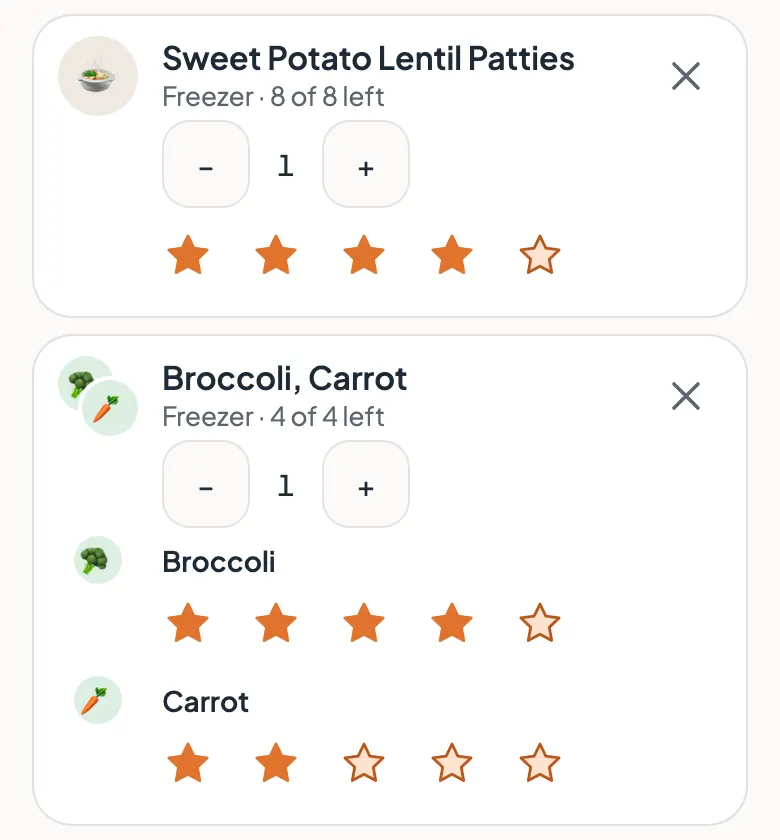 Sweet Potato Lentil Patties
Freezer · 8 of 8 left
- 1 +
Broccoli, Carrot
Freezer · 4 of 4 left
- 1 +
Broccoli
Carrot